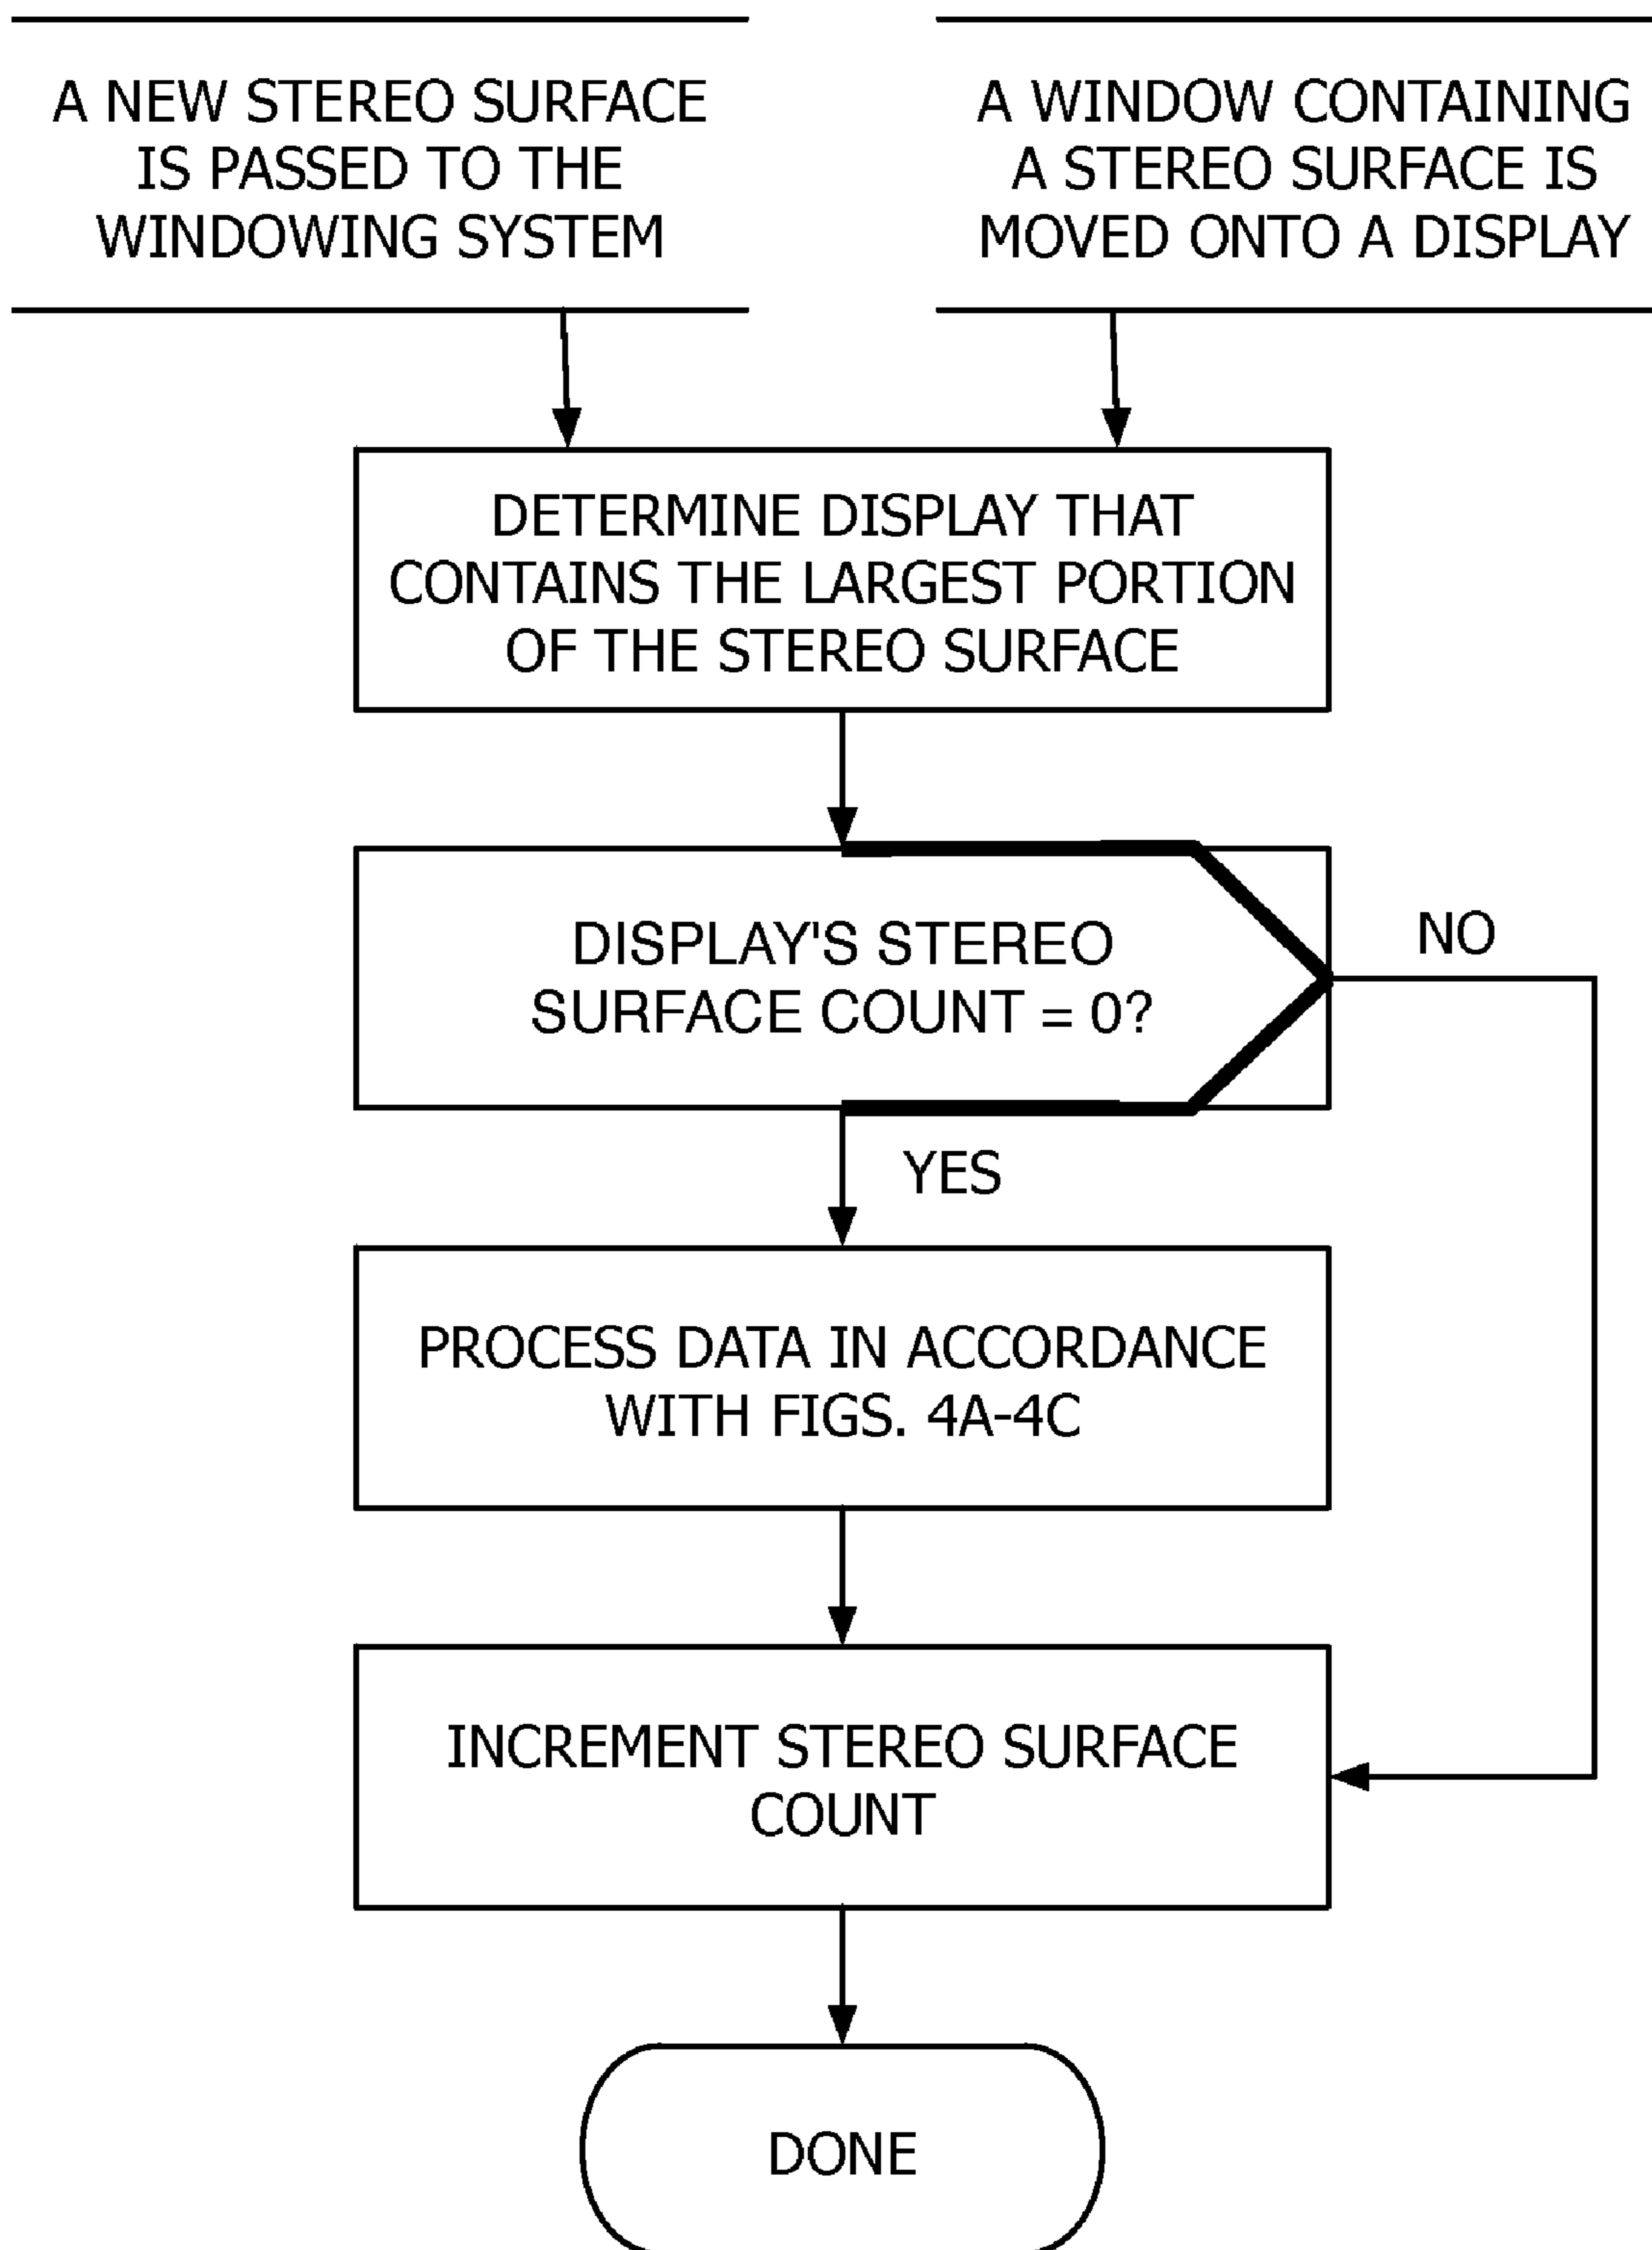 A NEW STEREO SURFACE
IS PASSED TO THE
WINDOWING SYSTEM
A WINDOW CONTAINING
A STEREO SURFACE IS
MOVED ONTO A DISPLAY
DETERMINE DISPLAY THAT
CONTAINS THE LARGEST PORTION
OF THE STEREO SURFACE
DISPLAY'S STEREO
SURFACE COUNT = 0?
NO
YES
PROCESS DATA IN ACCORDANCE
WITH FIGS. 4A-4C
INCREMENT STEREO SURFACE
COUNT
DONE